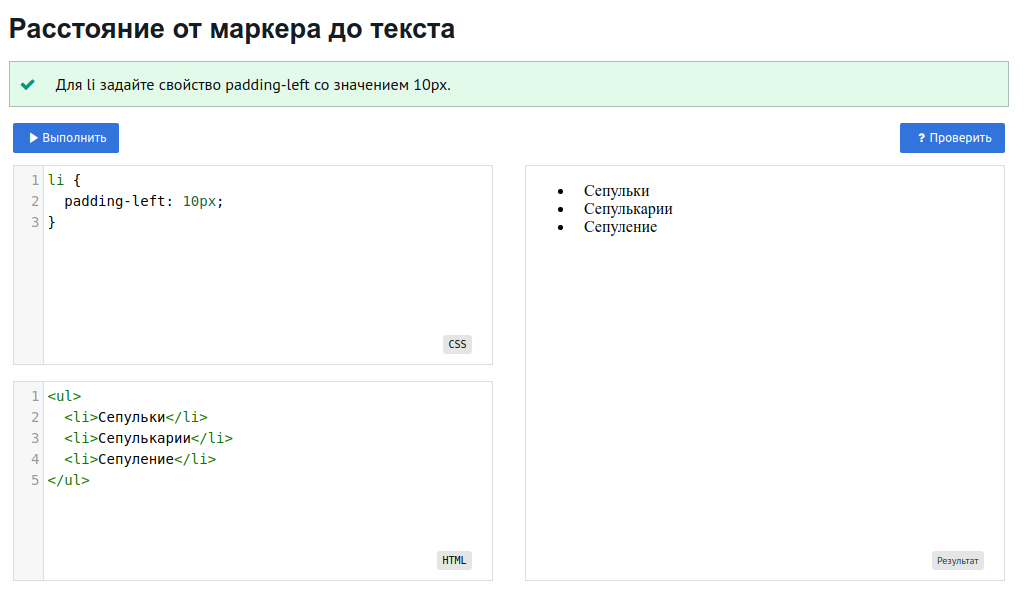 Расстояние от маркера до текста
Для li задайте свойство padding-left со значением 10px.
Выполнить
? Проверить
1 li {
2   padding-left: 10px;
3 }
CSS
1 <ul>
2   <li>Сепульки</li>
3   <li>Сепулькарии</li>
4   <li>Сепуление</li>
5 </ul>
HTML
• Сепульки
• Сепулькарии
• Сепуление
Результат